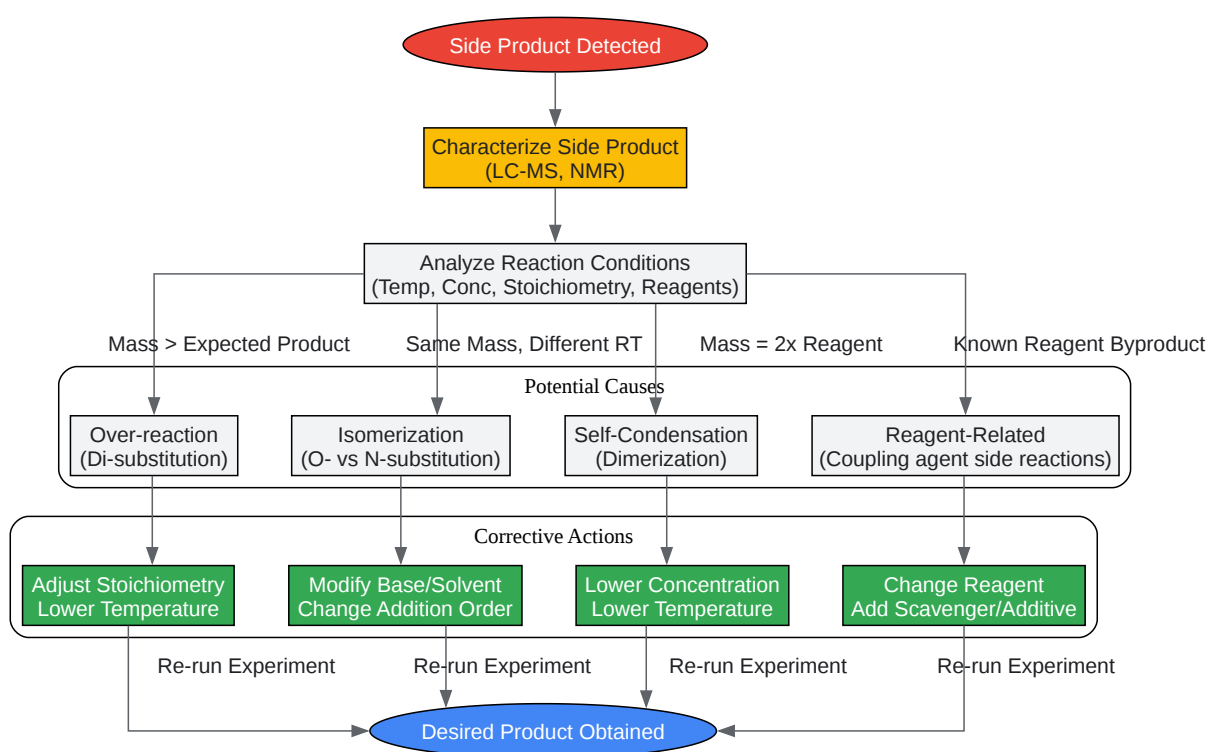 Side Product Detected
Characterize Side Product
(LC-MS, NMR)
Analyze Reaction Conditions
(Temp, Conc, Stoichiometry, Reagents)
Mass > Expected Product
Same Mass, Different RT
Mass = 2x Reagent
Known Reagent Byproduct
Potential Causes
Over-reaction
(Di-substitution)
Isomerization
(O- vs N-substitution)
Self-Condensation
(Dimerization)
Reagent-Related
(Coupling agent side reactions)
Corrective Actions
Adjust Stoichiometry
Lower Temperature
Modify Base/Solvent
Change Addition Order
Lower Concentration
Lower Temperature
Change Reagent
Add Scavenger/Additive
Re-run Experiment
Re-run Experiment
Re-run Experiment
Re-run Experiment
Desired Product Obtained